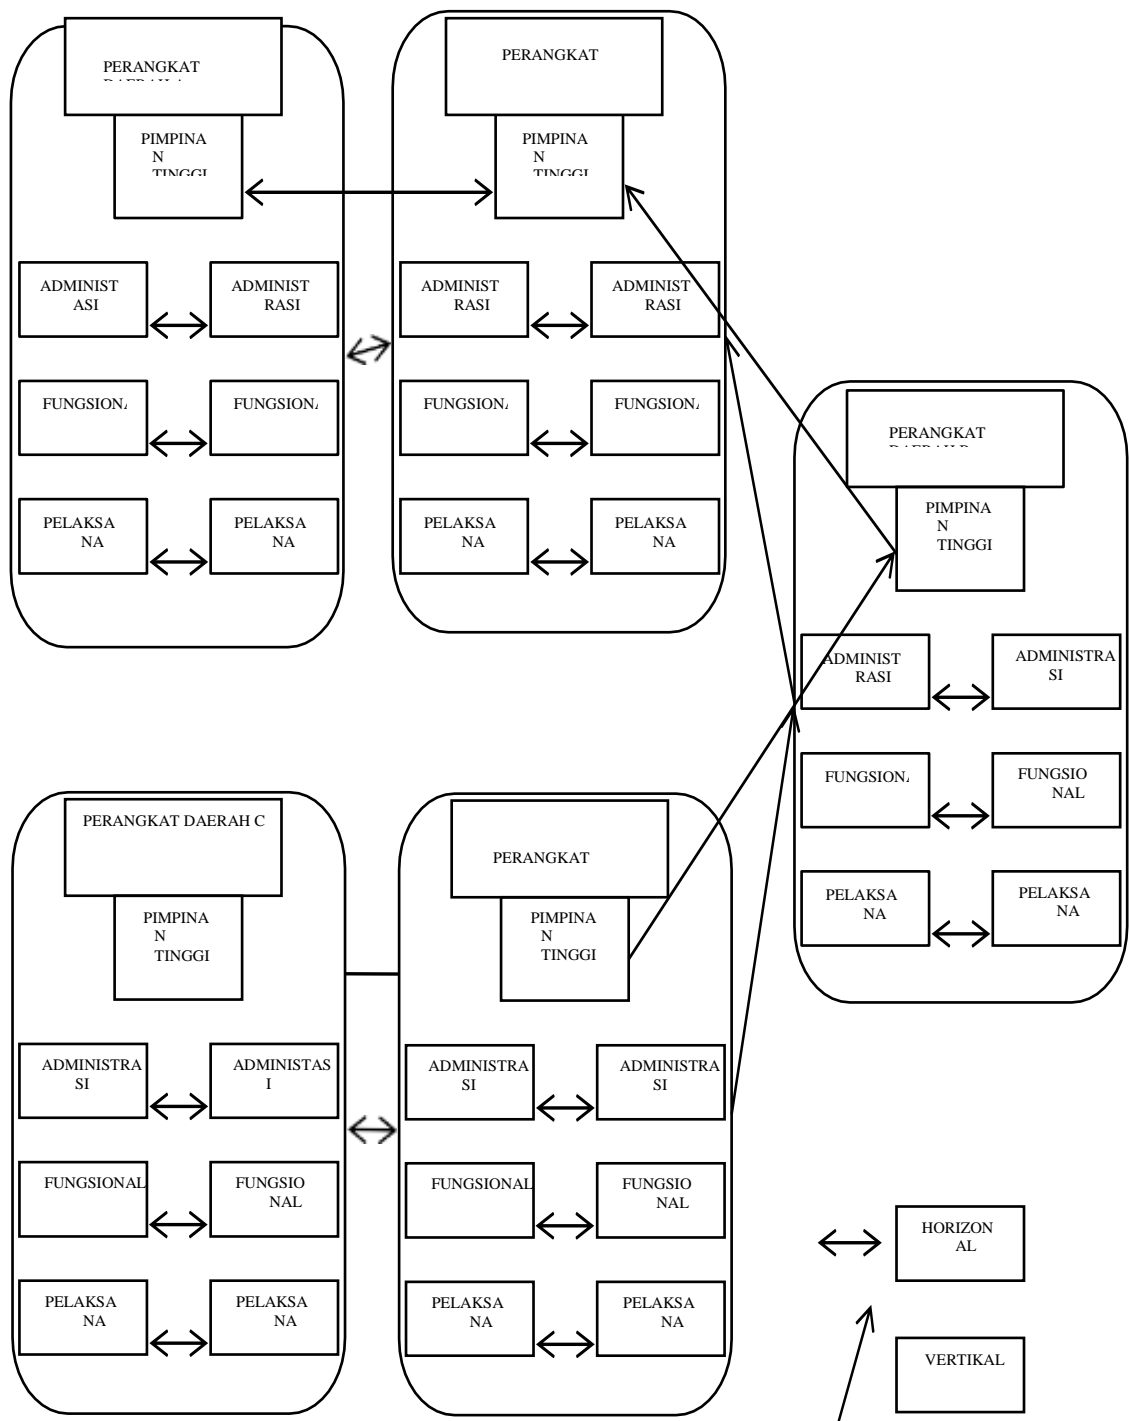 PERANGKAT
PIMPINA
N
TINGGI
ADMINIST
ASI
ADMINIST
RASI
FUNGSION
FUNGSION
PELAKSA
NA
PELAKSA
NA
PERANGKAT
PIMPINA
N
TINGGI
ADMINIST
RASI
ADMINIST
RASI
FUNGSION
FUNGSION
PELAKSA
NA
PELAKSA
NA
PERANGKAT
PIMPINA
N
TINGGI
ADMINIST
RASI
ADMINISTRA
SI
FUNGSION
FUNGSIO
NAL
PELAKSA
NA
PELAKSA
NA
PERANGKAT DAERAH C
PIMPINA
N
TINGGI
ADMINISTRA
SI
ADMINISTAS
I
FUNGSIONAL
FUNGSIO
NAL
PELAKSA
NA
PELAKSA
NA
PERANGKAT
PIMPINA
N
TINGGI
ADMINISTRA
SI
ADMINISTRA
SI
FUNGSIONAL
FUNGSIO
NAL
PELAKSA
NA
PELAKSA
NA
HORIZON
AL
VERTIKAL